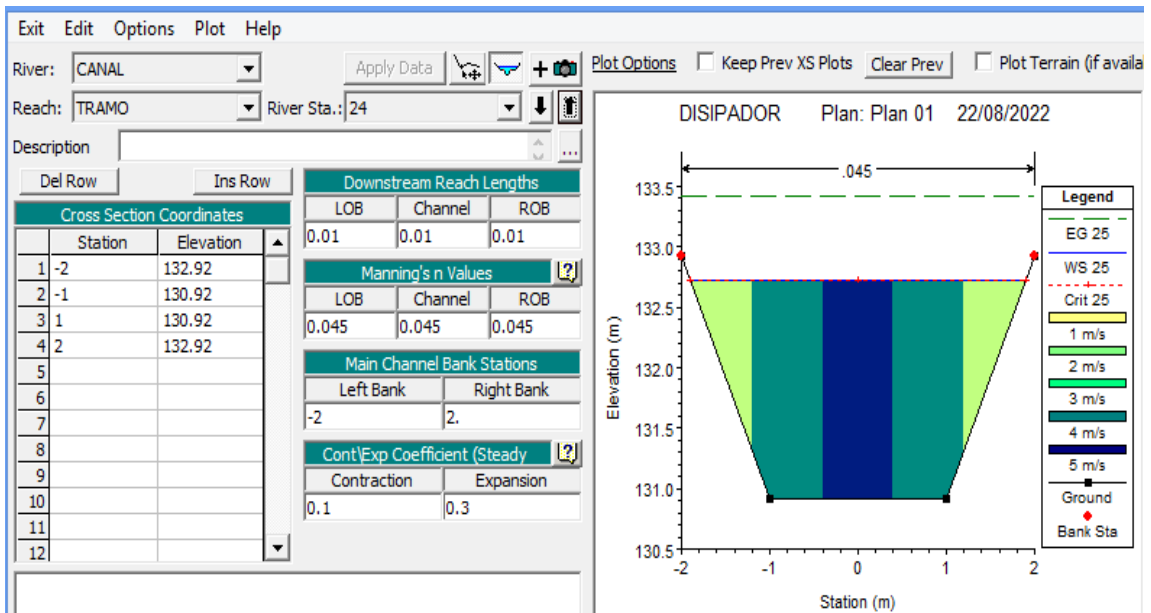 Exit Edit Options Plot Help
River: CANAL Apply Data +
Reach: TRAMO River Sta.: 24
Description ...
Del Row Ins Row
Cross Section Coordinates
Station Elevation
1 -2 132.92
2 -1 130.92
3 1 130.92
4 2 132.92
5
6
7
8
9
10
11
12
Downstream Reach Lengths
LOB Channel ROB
0.01 0.01 0.01
Manning's n Values ?
LOB Channel ROB
0.045 0.045 0.045
Main Channel Bank Stations
Left Bank Right Bank
-2 2.
Cont\Exp Coefficient (Steady ?
Contraction Expansion
0.1 0.3
Plot Options Keep Prev XS Plots Clear Prev Plot Terrain (if availa
DISIPADOR Plan: Plan 01 22/08/2022
.045
133.5
133.0
132.5
132.0
131.5
131.0
130.5
Elevation (m)
-2 -1 0 1 2
Station (m)
Legend
EG 25
WS 25
Crit 25
1 m/s
2 m/s
3 m/s
4 m/s
5 m/s
Ground
Bank Sta